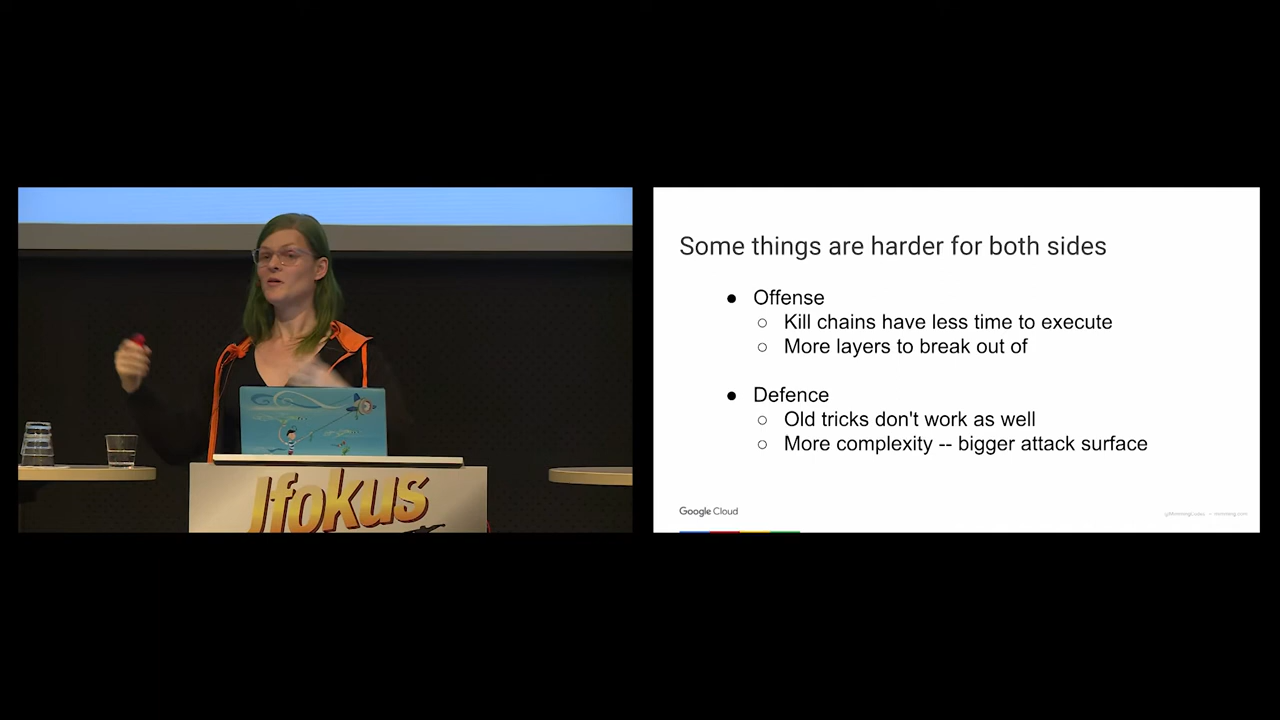 Jfokus
Some things are harder for both sides
● Offense
○ Kill chains have less time to execute
○ More layers to break out of
● Defence
○ Old tricks don't work as well
○ More complexity -- bigger attack surface
Google Cloud